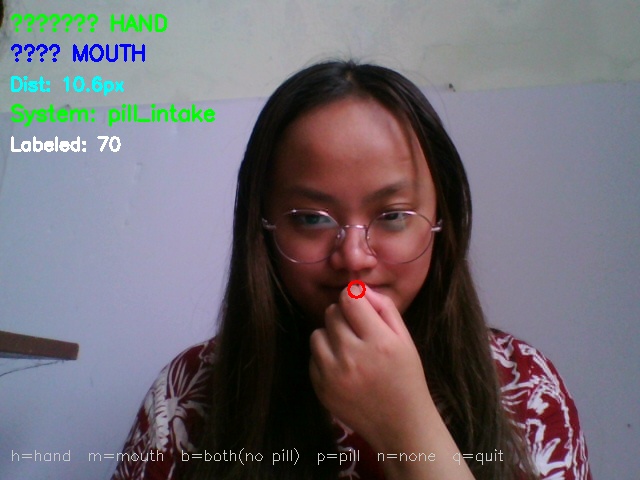 ??????? HAND
???? MOUTH
Dist: 10.6px
System: pill_intake
Labeled: 70
h=hand m=mouth b=both(no pill) p=pill n=none q=quit